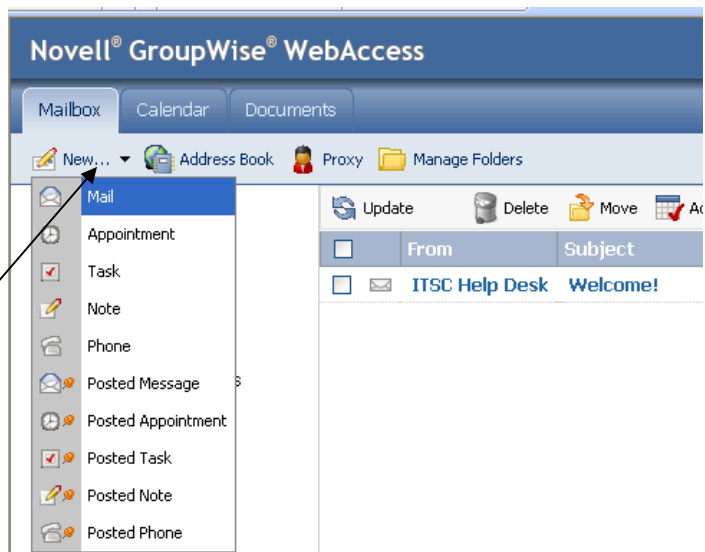 Novell® GroupWise® WebAccess
Mailbox Calendar Documents
New... Address Book Proxy Manage Folders
Update Delete Move
From Subject
ITSC Help Desk Welcome!
Mail
Appointment
Task
Note
Phone
Posted Message
Posted Appointment
Posted Task
Posted Note
Posted Phone